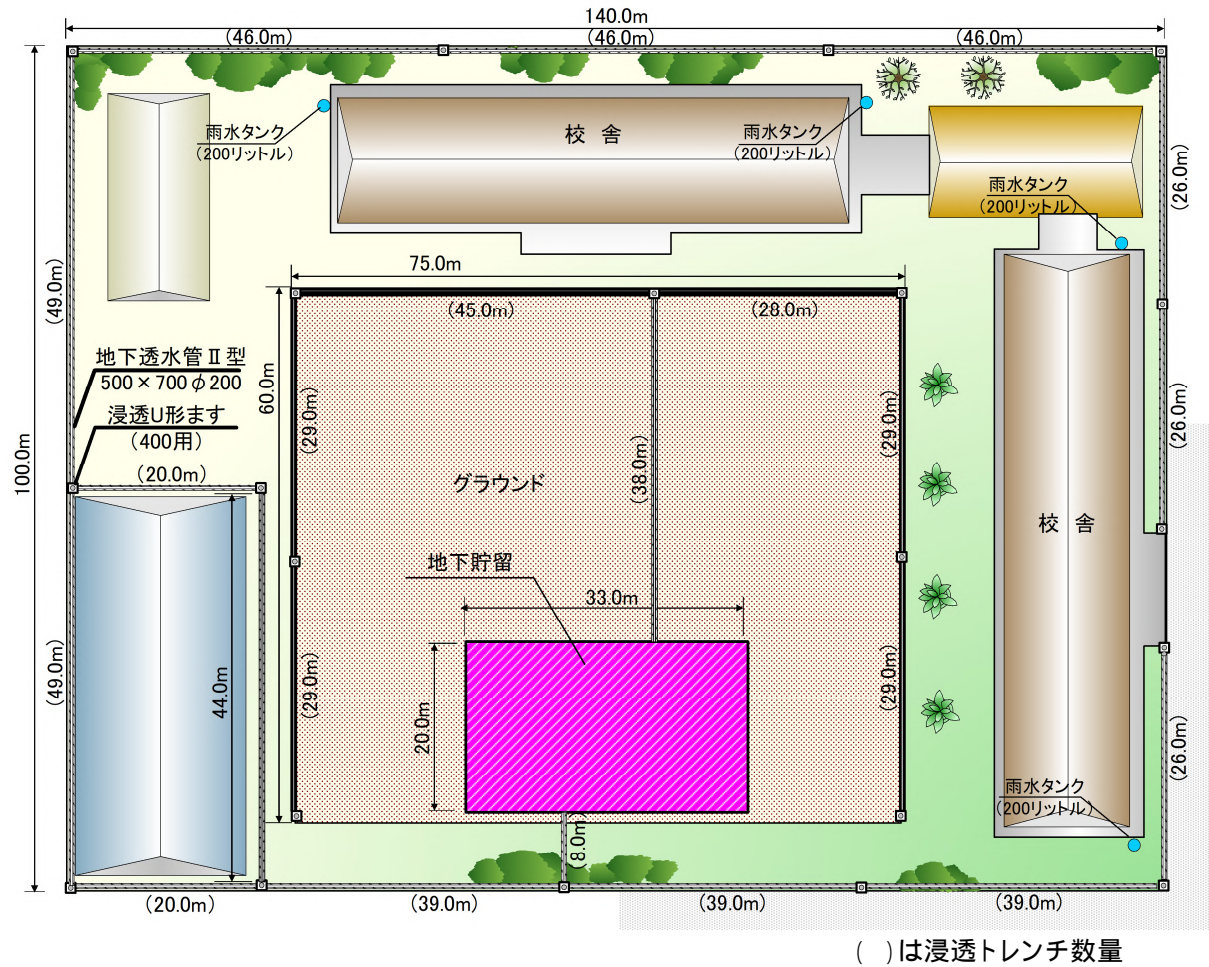 140.0m
(46.0m)
(46.0m)
(46.0m)
雨水タンク
(200リットル)
校 舎
雨水タンク
(200リットル)
雨水タンク
(200リットル)
(26.0m)
75.0m
(49.0m)
(45.0m)
(28.0m)
地下透水管Ⅱ型
500×700φ200
浸透U形ます
(400用)
(20.0m)
60.0m
(29.0m)
(29.0m)
(26.0m)
100.0m
グラウンド
(38.0m)
校 舎
地下貯留
33.0m
(49.0m)
44.0m
(29.0m)
20.0m
(29.0m)
(26.0m)
雨水タンク
(200リットル)
(8.0m)
(20.0m)
(39.0m)
(39.0m)
(39.0m)
( )は浸透トレンチ数量